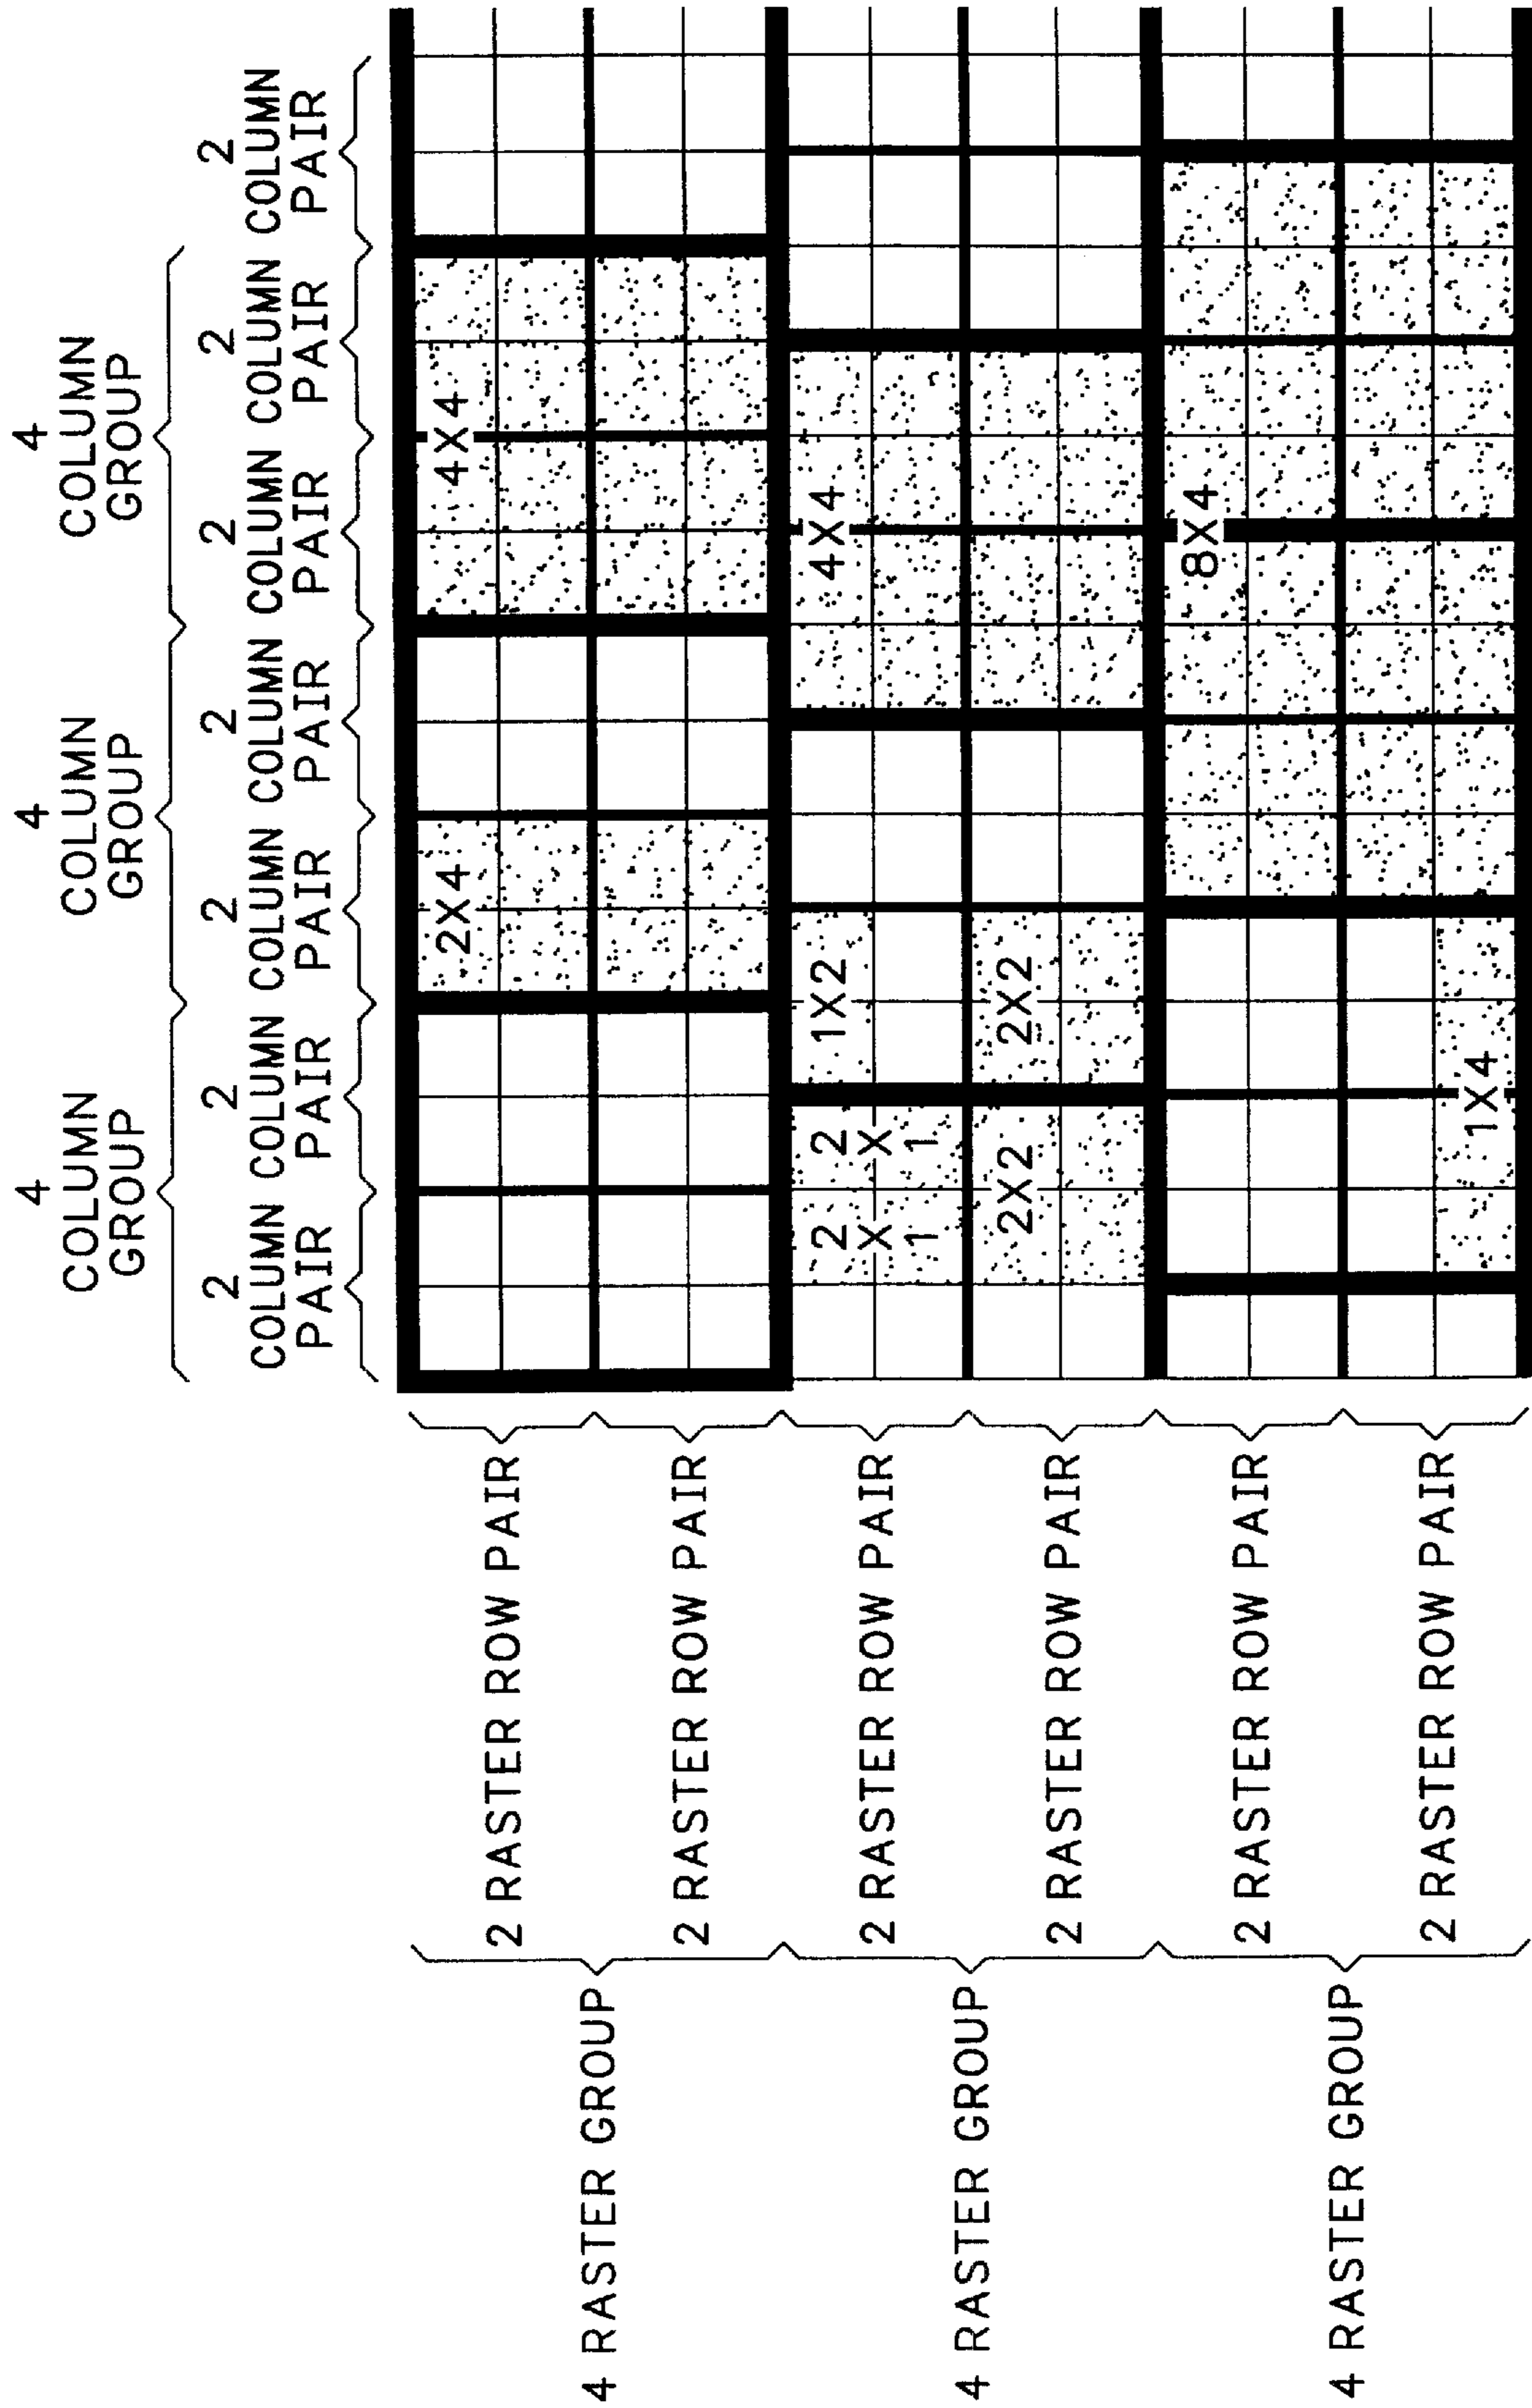 4 4 4
COLUMN COLUMN COLUMN
GROUP GROUP GROUP
2 2 2 2 2 2 2
COLUMN COLUMN COLUMN COLUMN COLUMN COLUMN COLUMN
PAIR PAIR PAIR PAIR PAIR PAIR PAIR
2X4 4X4
2 RASTER ROW PAIR
4 RASTER GROUP
2 RASTER ROW PAIR
2 2 1X2 4X4
2 RASTER ROW PAIR X X
1 1
4 RASTER GROUP
2X2 2X2
2 RASTER ROW PAIR
8X4
2 RASTER ROW PAIR
4 RASTER GROUP
2 RASTER ROW PAIR
1X4